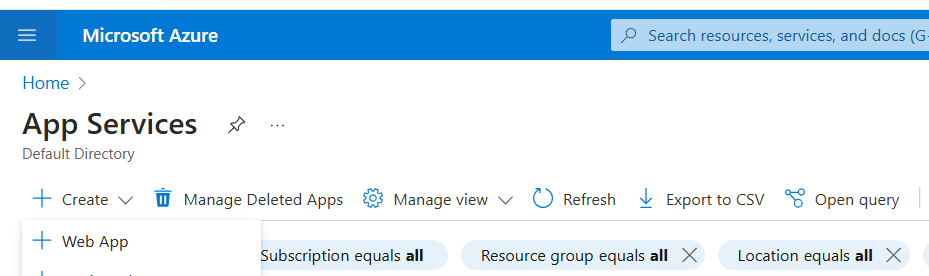 Microsoft Azure
Search resources, services, and docs (G+
Home >
App Services
Default Directory
Create Manage Deleted Apps Manage view Refresh Export to CSV Open query
Web App
Subscription equals all Resource group equals all Location equals all